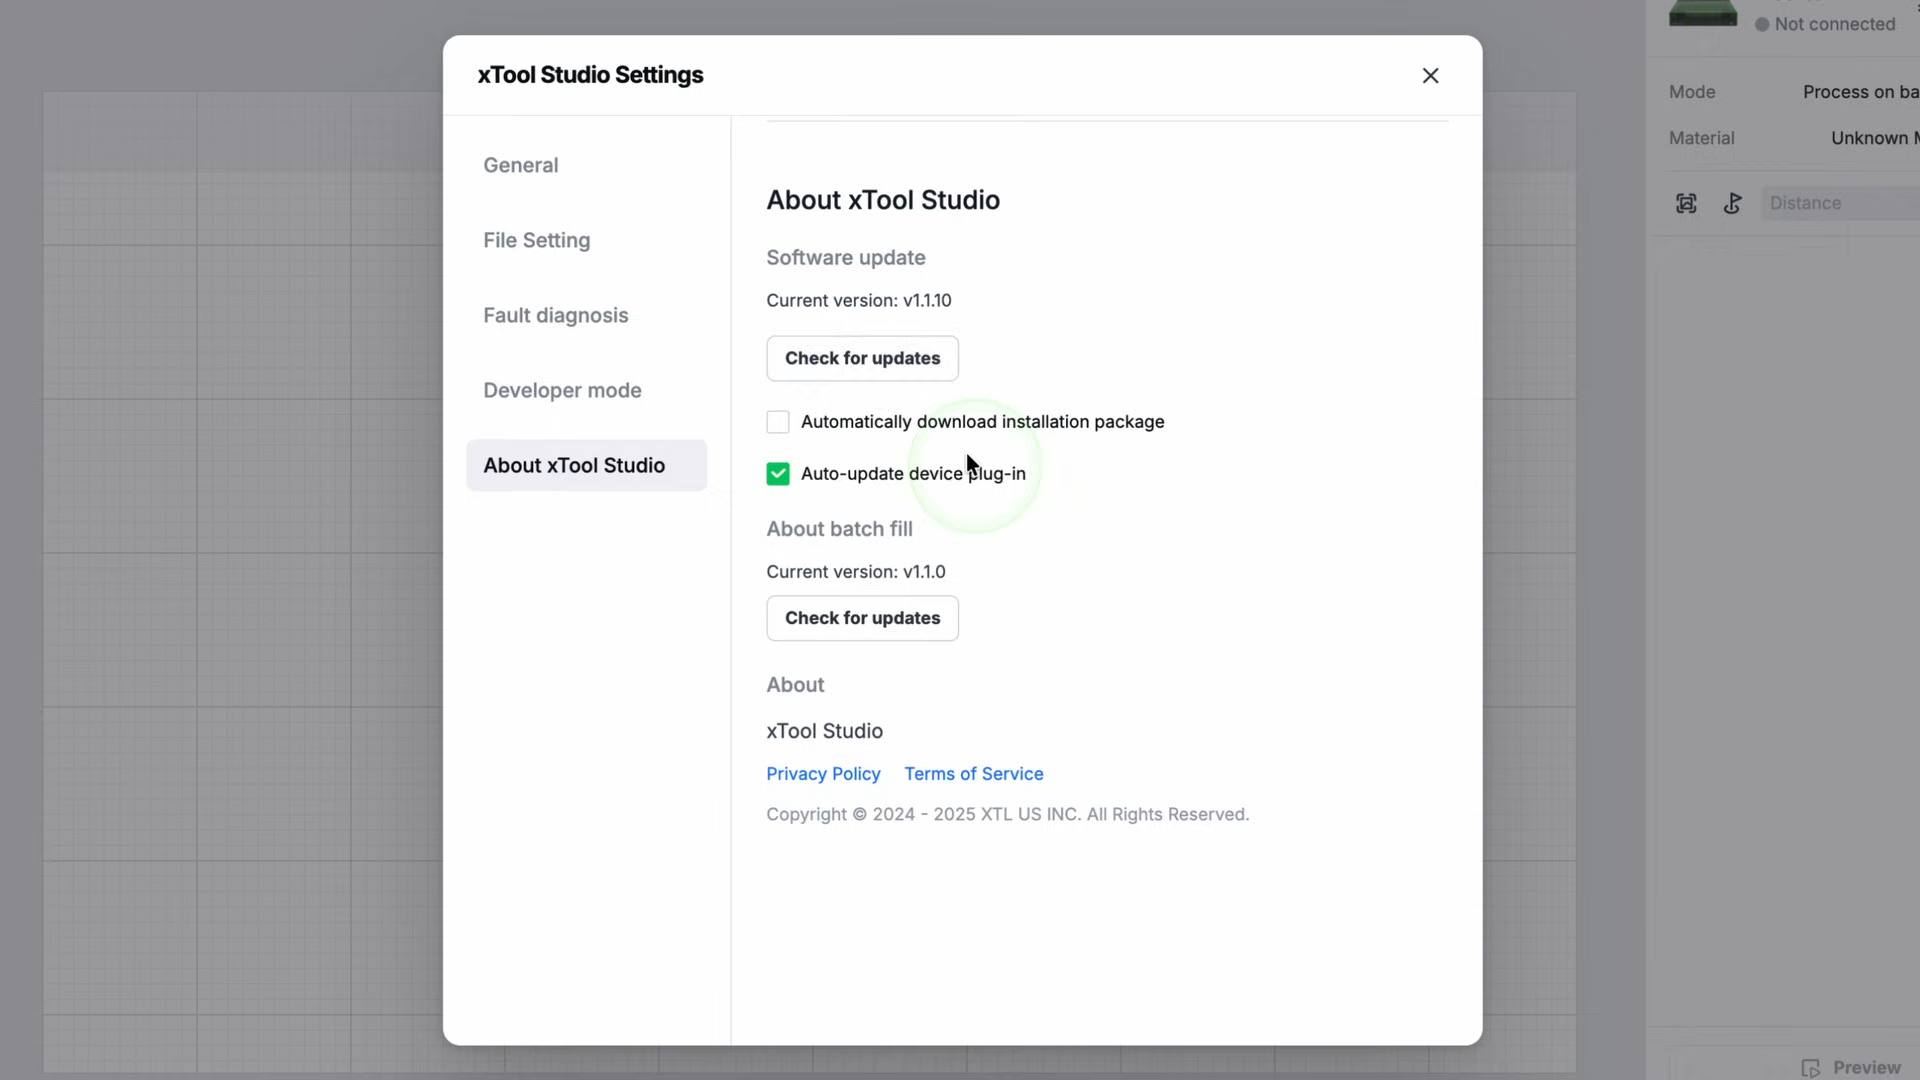 xTool Studio Settings
General
File Setting
Fault diagnosis
Developer mode
About xTool Studio
About xTool Studio
Software update
Current version: v1.1.10
Check for updates
Automatically download installation package
Auto-update device plug-in
About batch fill
Current version: v1.1.0
Check for updates
About
xTool Studio
Privacy Policy Terms of Service
Copyright © 2024 - 2025 XTL US INC. All Rights Reserved.
Not connected
Mode Process on ba
Material Unknown M
Distance
Preview